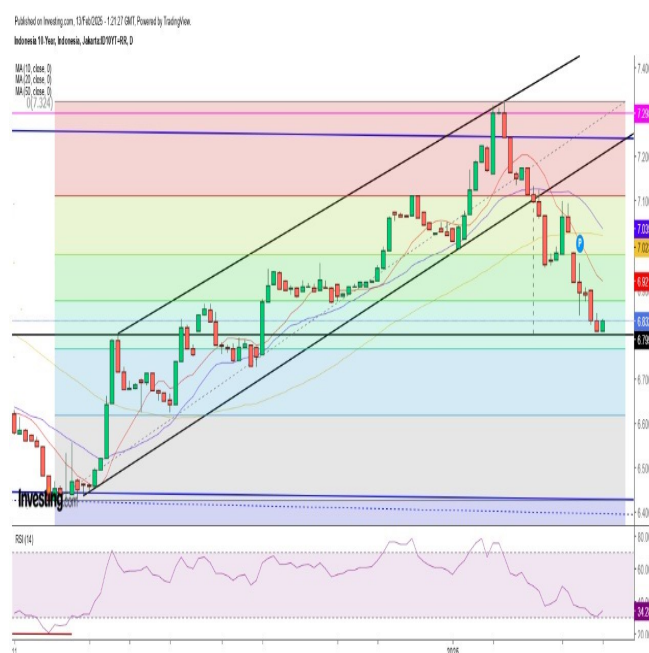 Published on Investing.com, 13/Feb/2025 - 1:21:27 GMT, Powered by TradingView.
Indonesia 10-Year, Indonesia, Jakarta:ID10YT=RR, D
MA (10, close, 0)
MA (20, close, 0)
MA (50, close, 0)
0(7.324)
7.40
7.29
7.20
7.10
7.03
7.02
6.92
6.83
6.79
6.70
6.60
6.50
6.40
P
Investing.com
RSI (14)
80.00
60.00
34.28
20.00
11
2025